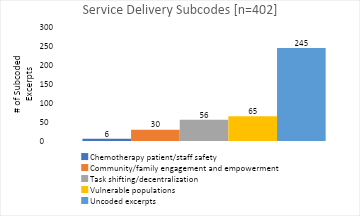 Service Delivery Subcodes [n=402]
# of Subcoded
Excerpts
300
250
200
150
100
50
0
6
30
56
65
245
Chemotherapy patient/staff safety
Community/family engagement and empowerment
Task shifting/decentralization
Vulnerable populations
Uncoded excerpts